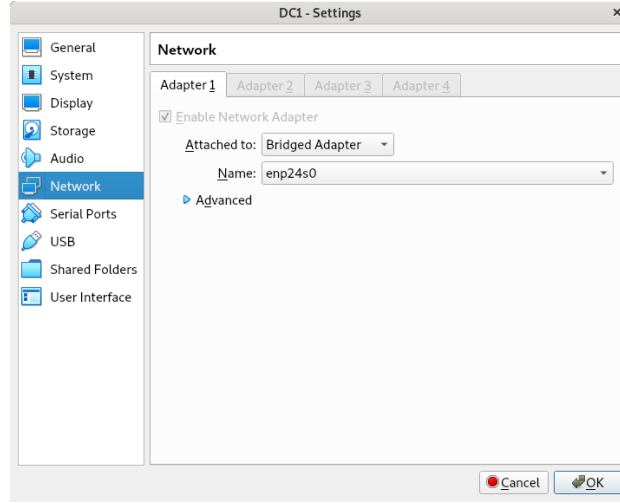 DC1 - Settings
General
System
Display
Storage
Audio
Network
Serial Ports
USB
Shared Folders
User Interface
Network
Adapter 1 Adapter 2 Adapter 3 Adapter 4
Enable Network Adapter
Attached to: Bridged Adapter
Name: enp24s0
Advanced
Cancel OK